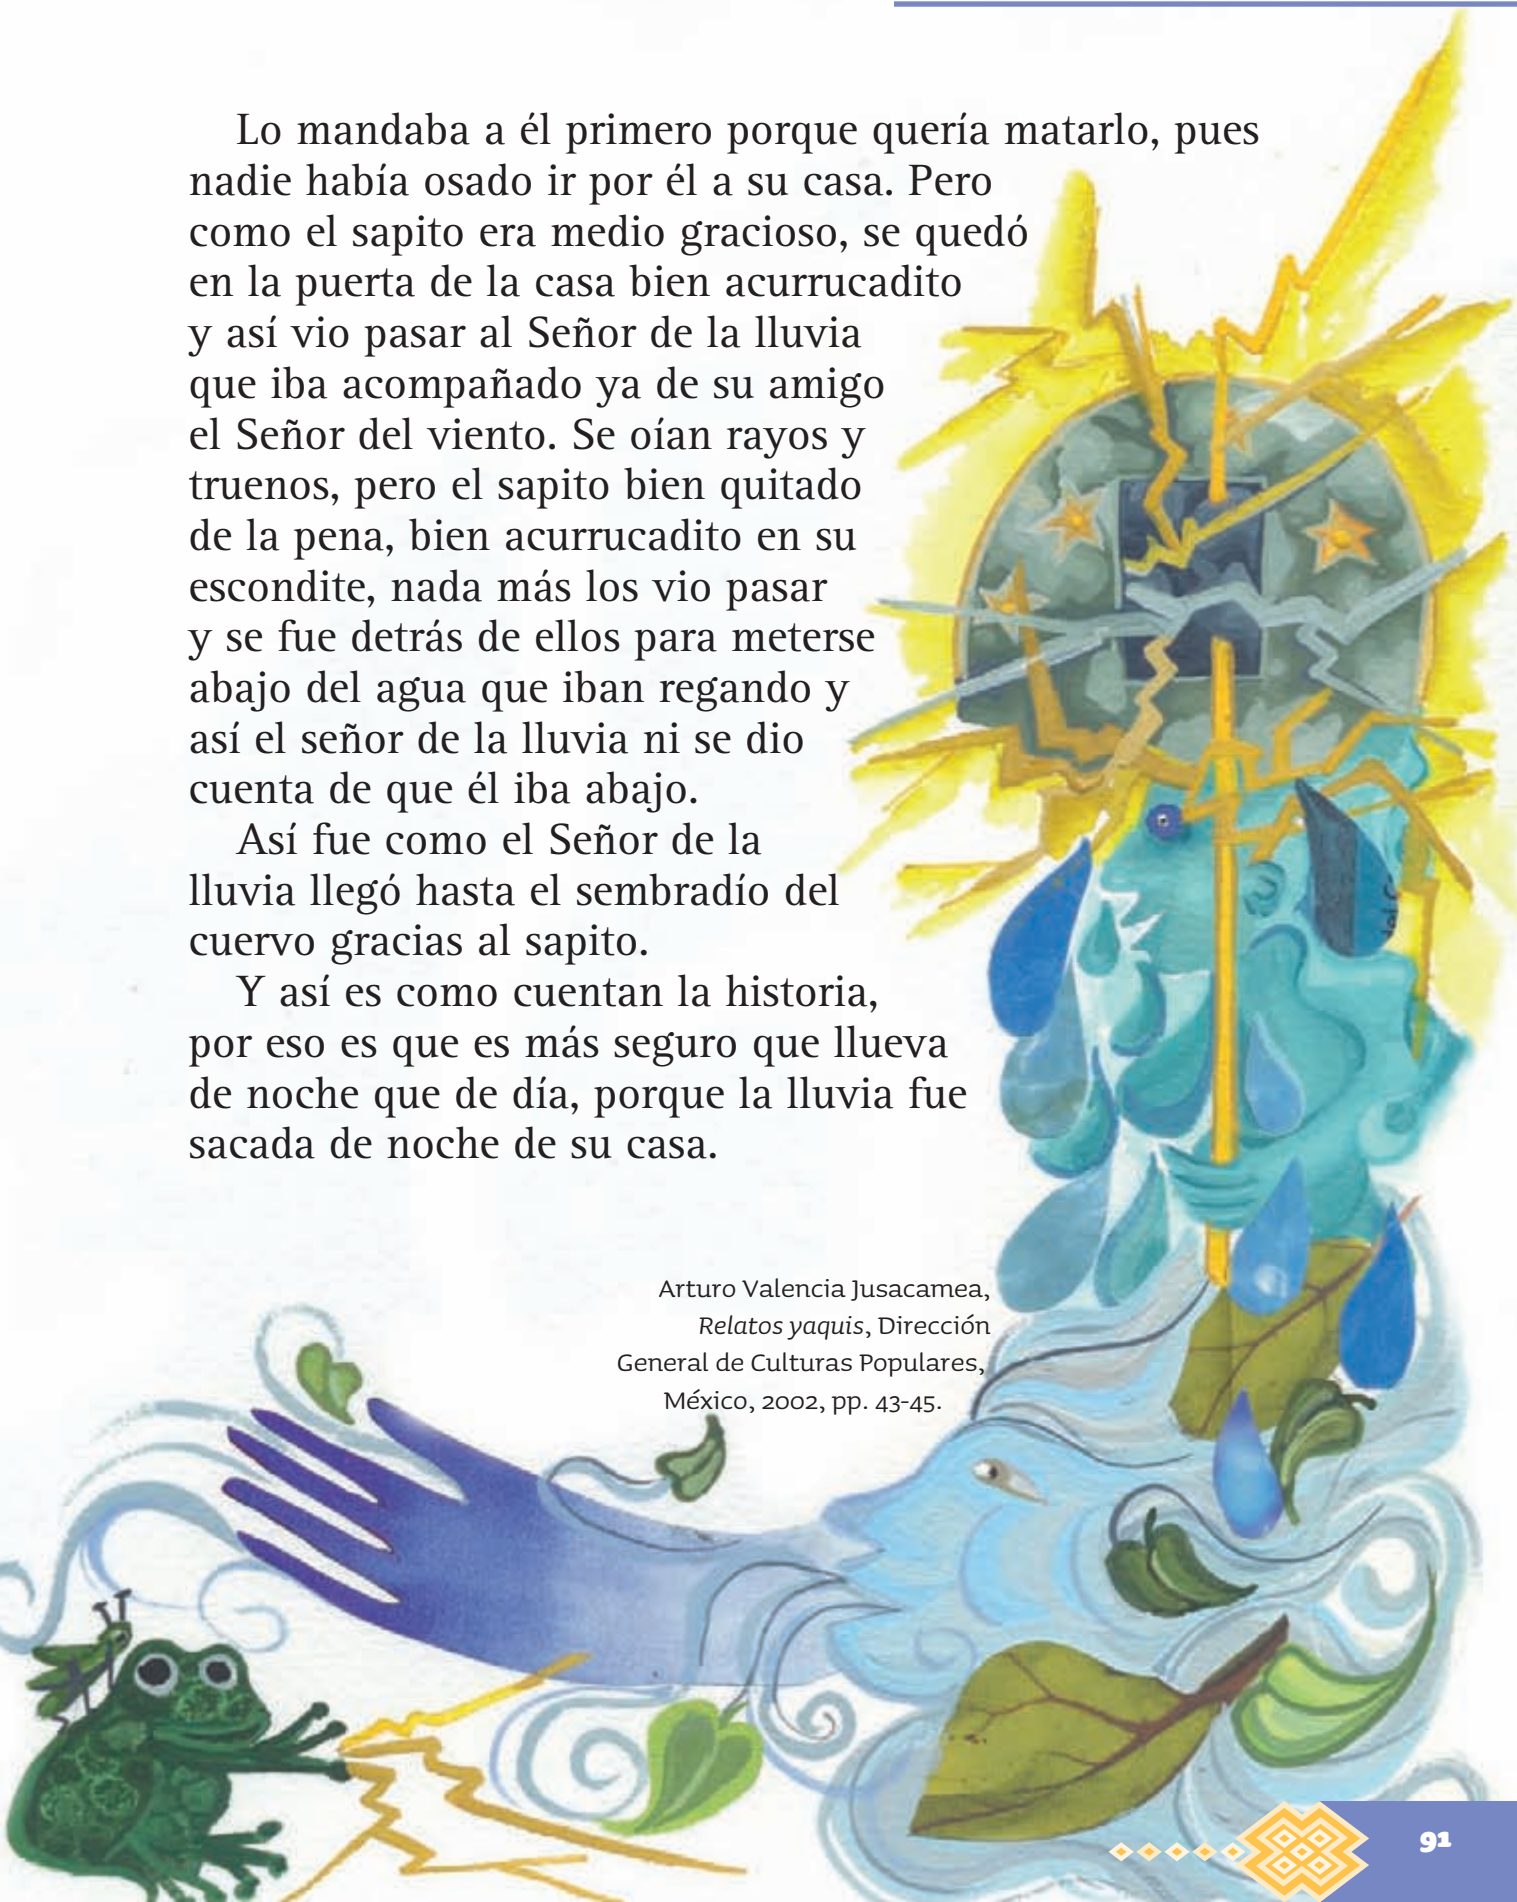 Lo mandaba a él primero porque quería matarlo, pues
nadie había osado ir por él a su casa. Pero
como el sapito era medio gracioso, se quedó
en la puerta de la casa bien acurrucadito
y así vio pasar al Señor de la lluvia
que iba acompañado ya de su amigo
el Señor del viento. Se oían rayos y
truenos, pero el sapito bien quitado
de la pena, bien acurrucadito en su
escondite, nada más los vio pasar
y se fue detrás de ellos para meterse
abajo del agua que iban regando y
así el señor de la lluvia ni se dio
cuenta de que él iba abajo.
Así fue como el Señor de la
lluvia llegó hasta el sembradío del
cuervo gracias al sapito.
Y así es como cuentan la historia,
por eso es que es más seguro que llueva
de noche que de día, porque la lluvia fue
sacada de noche de su casa.
Arturo Valencia Jusacamea,
Relatos yaquis, Dirección
General de Culturas Populares,
México, 2002, pp. 43-45.
91